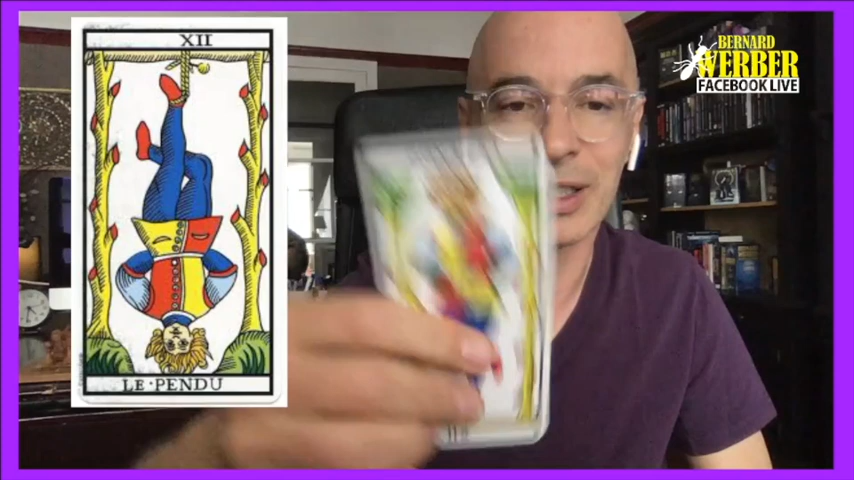 XII
LE·PENDU
BERNARD
WERBER
FACEBOOK LIVE